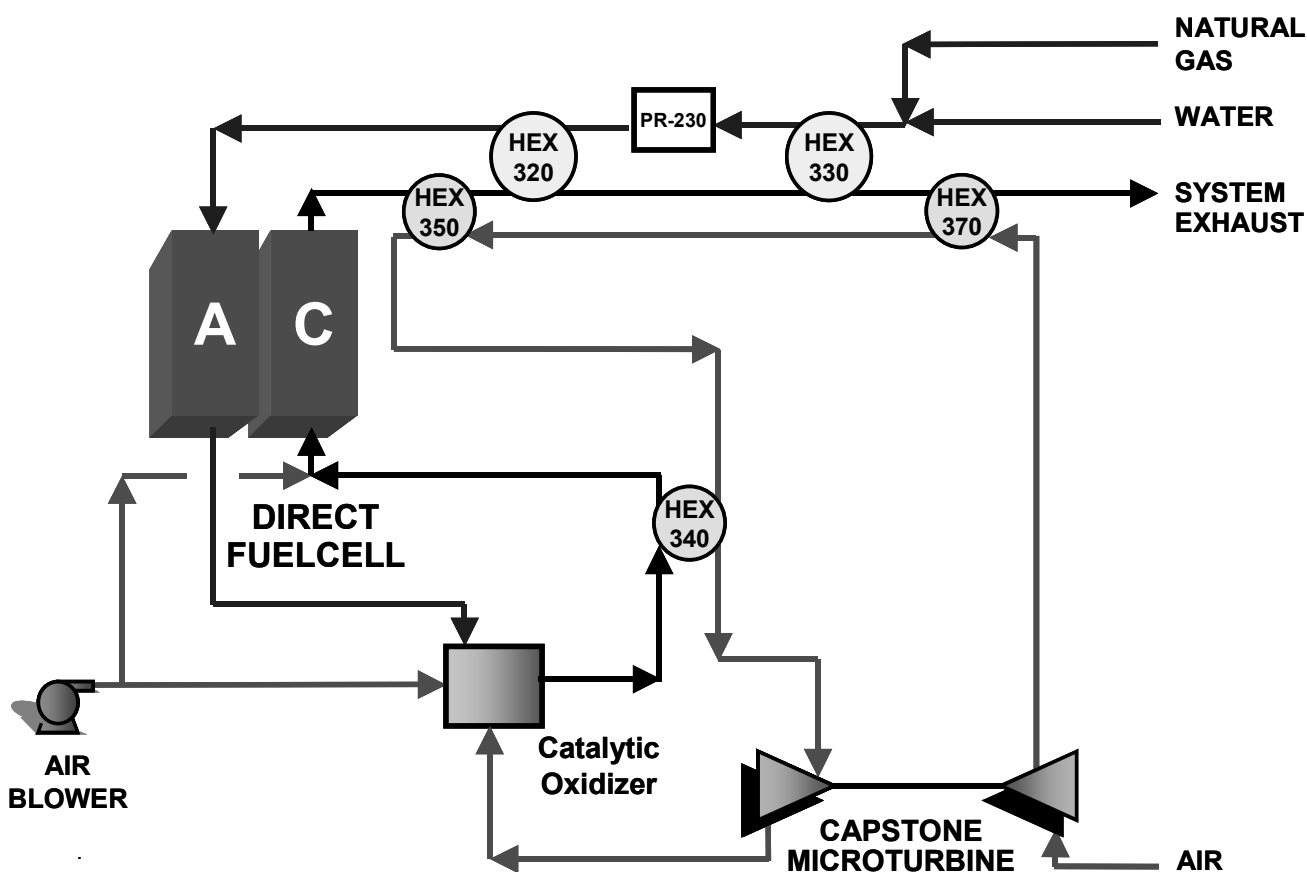 NATURAL
GAS
WATER
PR-230
HEX
320
HEX
330
SYSTEM
EXHAUST
HEX
350
HEX
370
A
C
HEX
340
DIRECT
FUELCELL
Catalytic
Oxidizer
AIR
BLOWER
CAPSTONE
MICROTURBINE
AIR